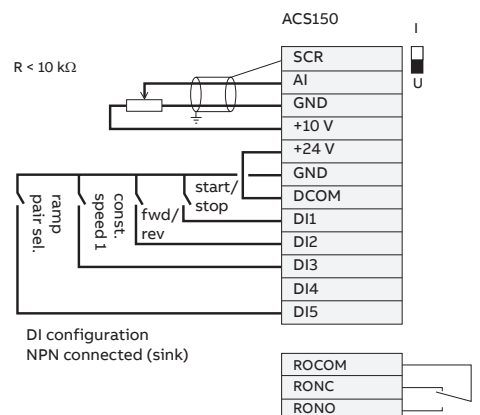 ACS150
I
U
R < 10 kΩ
SCR
AI
GND
+10 V
+24 V
GND
DCOM
DI1
DI2
DI3
DI4
DI5
start/
stop
fwd/
rev
const.
speed 1
ramp
pair sel.
DI configuration
NPN connected (sink)
ROCOM
RONC
RONO